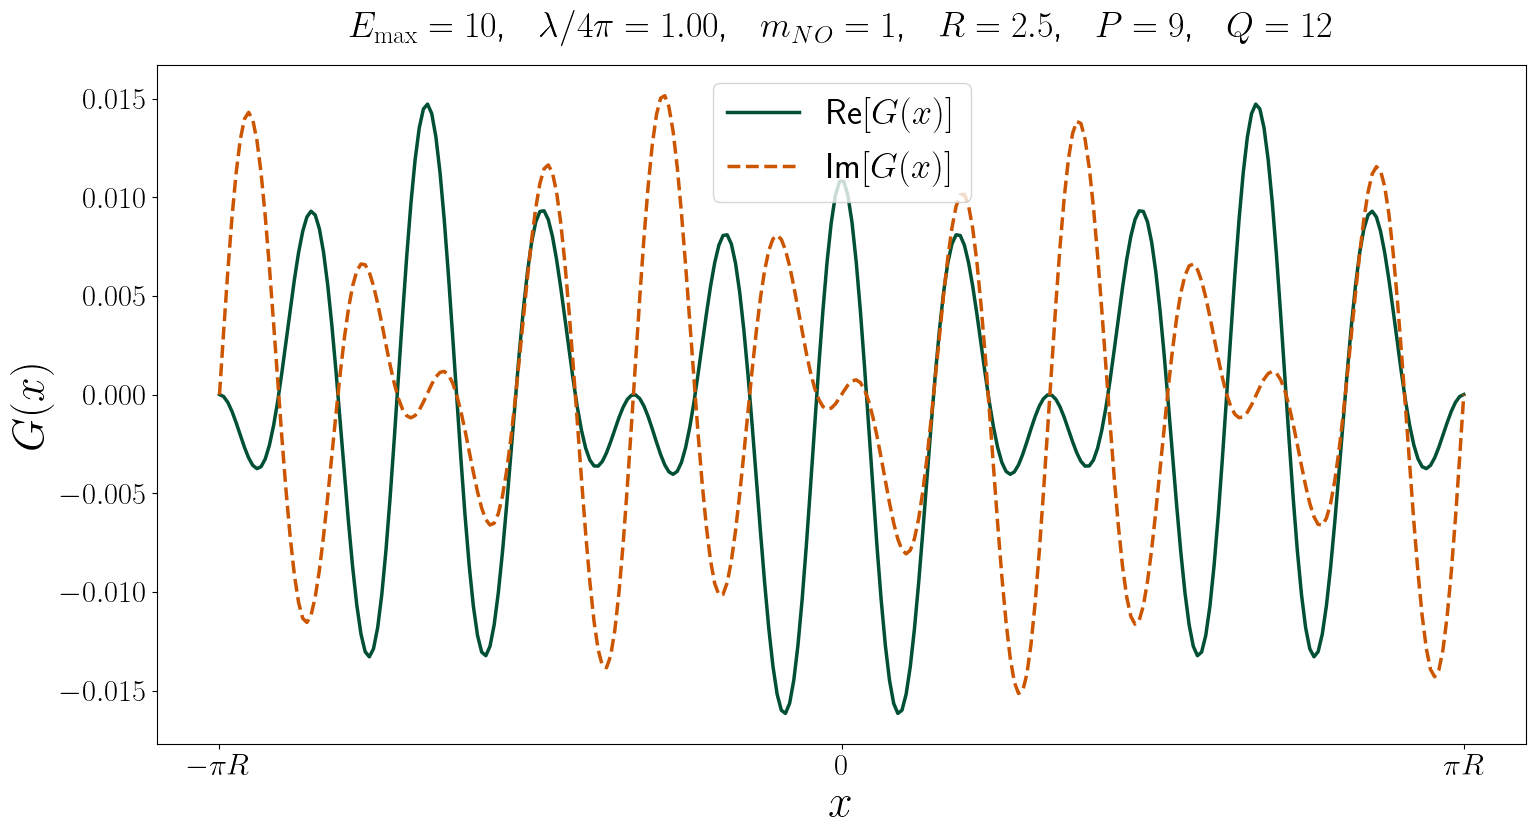 E_max = 10, λ/4π = 1.00, m_NO = 1, R = 2.5, P = 9, Q = 12
0.015
0.010
0.005
0.000
−0.005
−0.010
−0.015
G(x)
Re[G(x)]
Im[G(x)]
−πR 0 πR
x